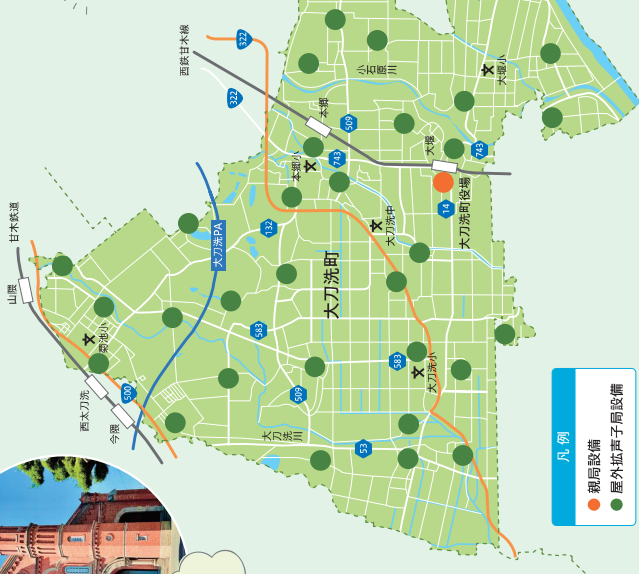 甘木鉄道
山隈
西太刀洗
今隈
500
菊池小
大刀洗PA
西鉄甘木線
322
322
132
583
509
大刀洗川
53
大刀洗町
583
大刀洗小
大刀洗中
本郷小
743
本郷
509
小石原川
大堰小
大堰
743
14
大刀洗町役場
凡例
親局設備
屋外拡声子局設備